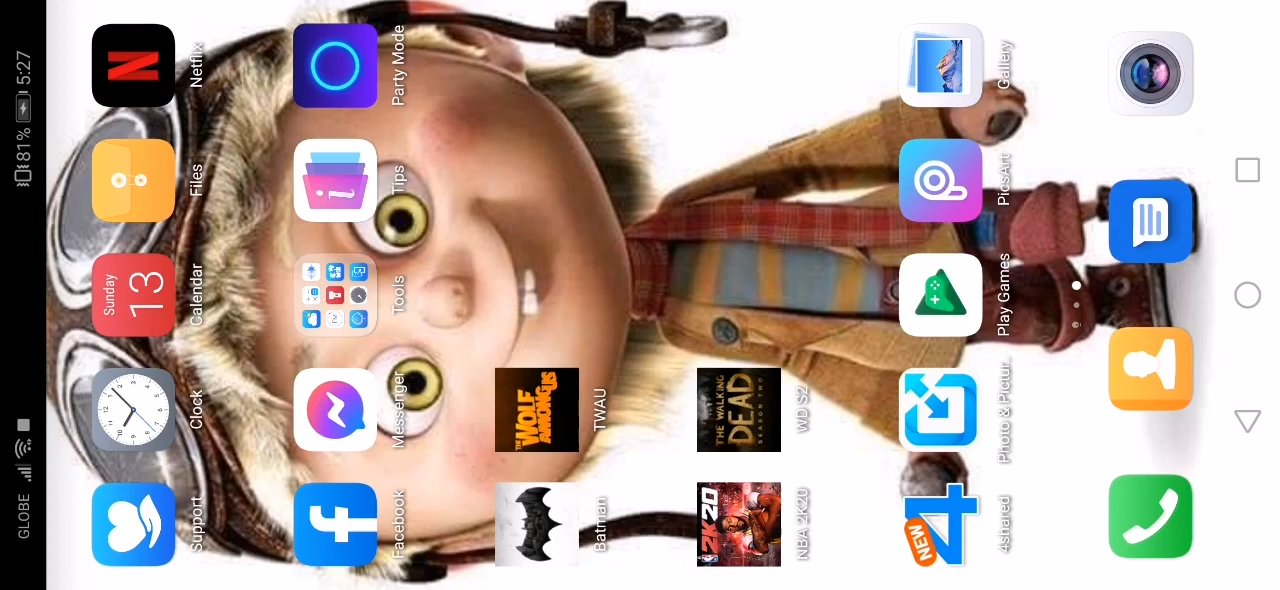 GLOBE
81%
5:27
Support
Clock
Sunday
13
Calendar
Files
N
Netflix
f
Facebook
Messenger
Tools
i
Tips
Party Mode
Batman
THE WOLF AMONG US
TWAU
2K20
NBA 2K20
THE WALKING
DEAD
SEASON TWO
WD S2
NEW
4
4shared
Photo & Pictur..
Play Games
PicsArt
Gallery